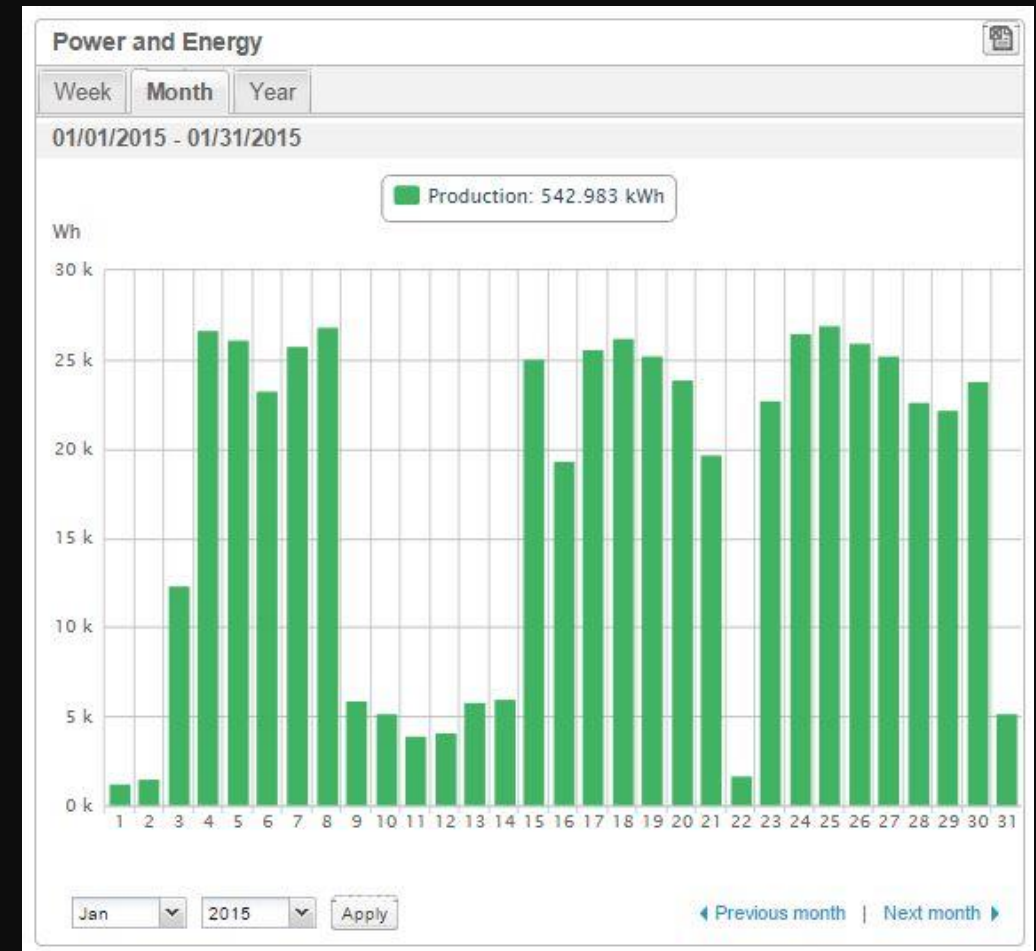 Power and Energy
Week Month Year
01/01/2015 - 01/31/2015
Production: 542.983 kWh
Wh
30 k
25 k
20 k
15 k
10 k
5 k
0 k
1 2 3 4 5 6 7 8 9 10 11 12 13 14 15 16 17 18 19 20 21 22 23 24 25 26 27 28 29 30 31
Jan 2015 Apply Previous month | Next month